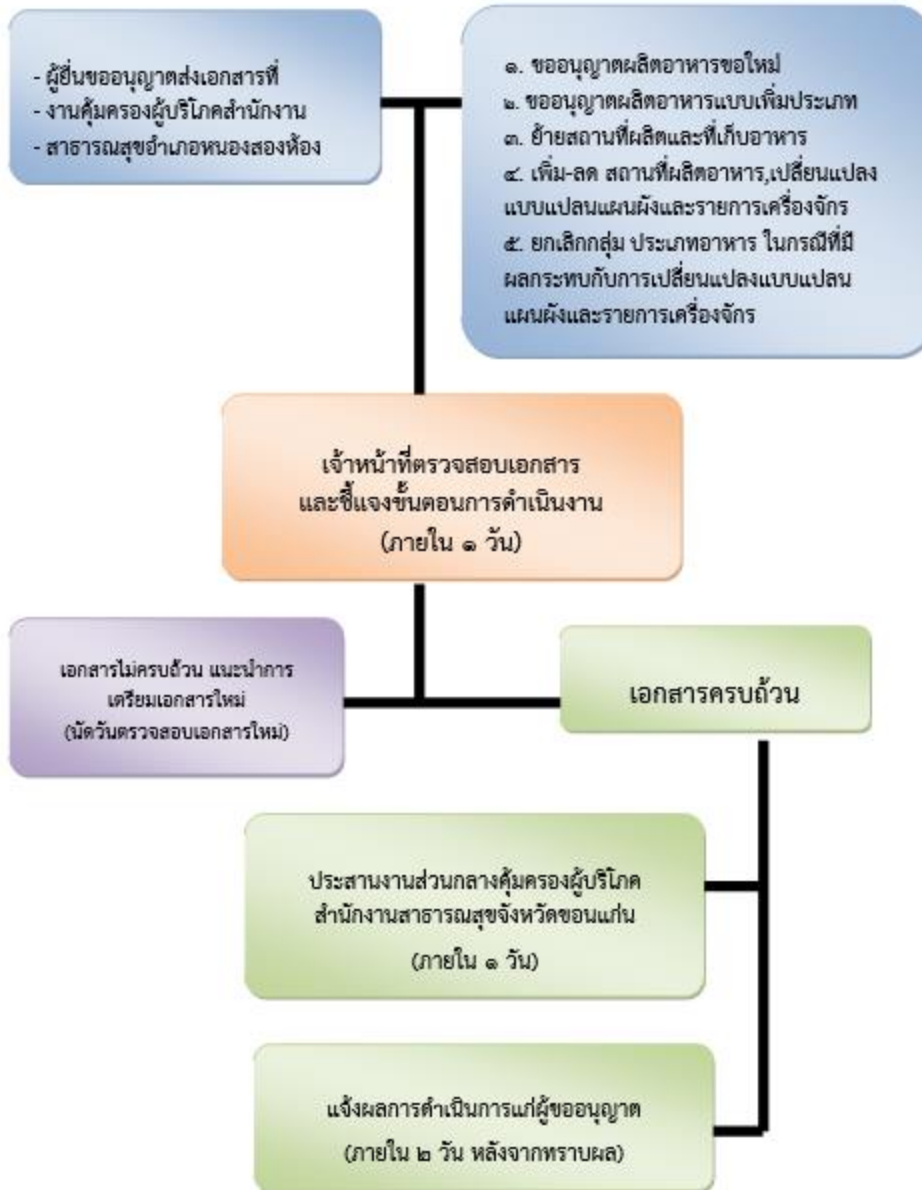 - ผู้ยื่นขออนุญาตส่งเอกสารที่
- งานคุ้มครองผู้บริโภคสำนักงาน
- สาธารณสุขอำเภอหนองสองห้อง
๑. ขออนุญาตผลิตอาหารขอใหม่
๒. ขออนุญาตผลิตอาหารแบบเพิ่มประเภท
๓. ย้ายสถานที่ผลิตและที่เก็บอาหาร
๔. เพิ่ม-ลด สถานที่ผลิตอาหาร,เปลี่ยนแปลง
แบบแปลนแผนผังและรายการเครื่องจักร
๕. ยกเลิกกลุ่ม ประเภทอาหาร ในกรณีที่มี
ผลกระทบกับการเปลี่ยนแปลงแบบแปลน
แผนผังและรายการเครื่องจักร
เจ้าหน้าที่ตรวจสอบเอกสาร
และชี้แจงขั้นตอนการดำเนินงาน
(ภายใน ๑ วัน)
เอกสารไม่ครบถ้วน แนะนำการ
เตรียมเอกสารใหม่
(นัดวันตรวจสอบเอกสารใหม่)
เอกสารครบถ้วน
ประสานงานส่วนกลางคุ้มครองผู้บริโภค
สำนักงานสาธารณสุขจังหวัดขอนแก่น
(ภายใน ๑ วัน)
แจ้งผลการดำเนินการแก่ผู้ขออนุญาต
(ภายใน ๒ วัน หลังจากทราบผล)